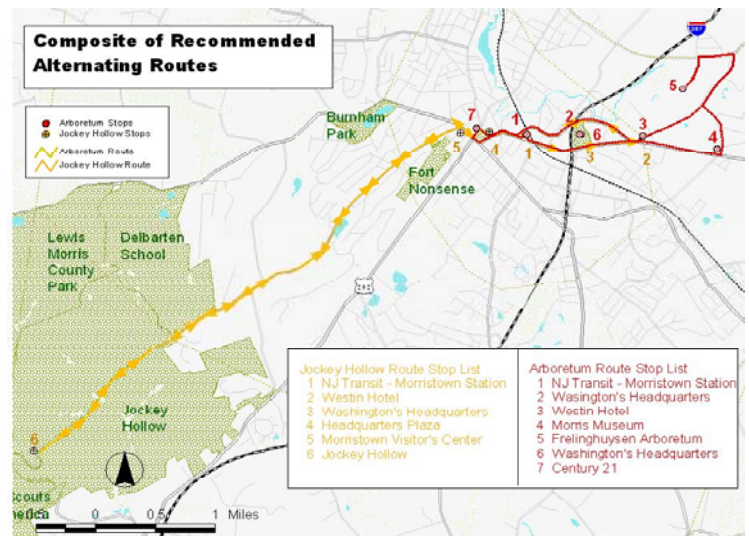 Composite of Recommended
Alternating Routes
Arboretum Stops
Jockey Hollow Stops
Arboretum Route
Jockey Hollow Route
287
5
Burnham
Park
7
1
2
3
4
6
5
4
1
3
2
Fort
Nonsense
Lewis
Morris
County
Park
Delbarten
School
202
Jockey
Hollow
6
Scouts
merica
0.5 0 0.5 1 Miles
Jockey Hollow Route Stop List
1 NJ Transit - Morristown Station
2 Westin Hotel
3 Washington's Headquarters
4 Headquarters Plaza
5 Morristown Visitor's Center
6 Jockey Hollow
Arboretum Route Stop List
1 NJ Transit - Morristown Station
2 Wasington's Headquarters
3 Westin Hotel
4 Morris Museum
5 Frelinghuysen Arboretum
6 Washington's Headquarters
7 Century 21